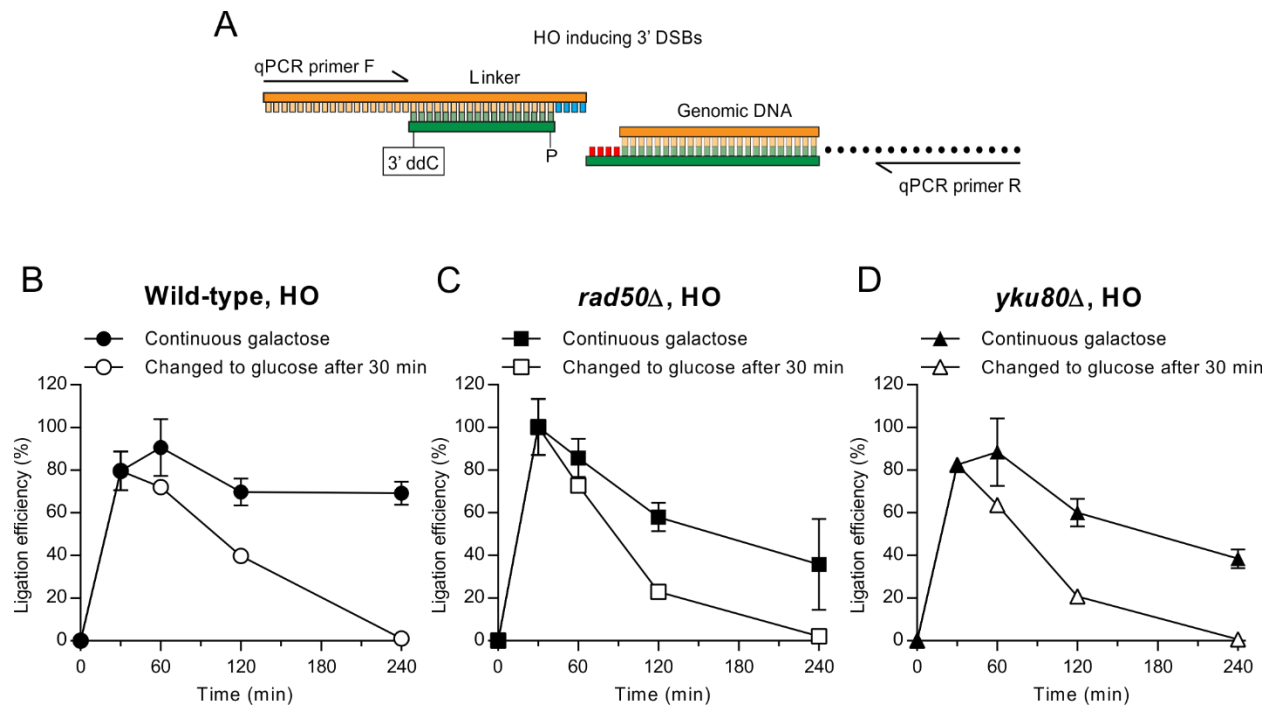 A
HO inducing 3' DSBs
qPCR primer F
Linker
Genomic DNA
3' ddC
P
qPCR primer R
B
Wild-type, HO
Continuous galactose
Changed to glucose after 30 min
120
100
80
60
40
20
0
Ligation efficiency (%)
0 60 120 180 240
Time (min)
C
rad50Δ, HO
Continuous galactose
Changed to glucose after 30 min
120
100
80
60
40
20
0
Ligation efficiency (%)
0 60 120 180 240
Time (min)
D
yku80Δ, HO
Continuous galactose
Changed to glucose after 30 min
120
100
80
60
40
20
0
Ligation efficiency (%)
0 60 120 180 240
Time (min)